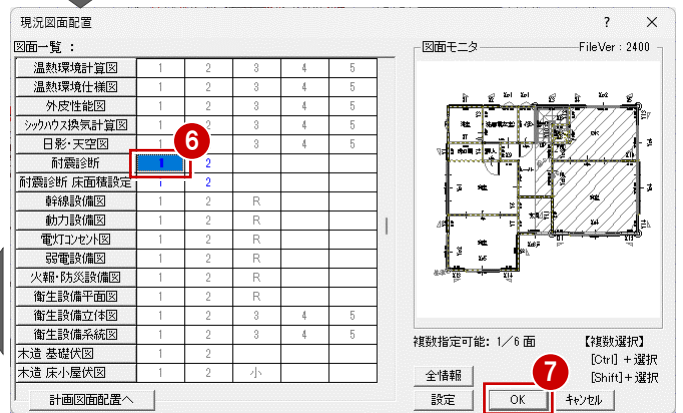 現況図面配置 ? ×
図面一覧 :
温熱環境計算図 1 2 3 4 5
温熱環境仕様図 1 2 3 4 5
外皮性能図 1 2 3 4 5
シックハウス換気計算図 1 2 3 4 5
日影・天空図 1 3 4 5
6
耐震診断 1 2
耐震診断 床面積設定 1 2
幹線設備図 1 2 R
動力設備図 1 2 R
電灯コンセント図 1 2 R
弱電設備図 1 2 R
火報・防災設備図 1 2 R
衛生設備平面図 1 2 R
衛生設備立体図 1 2 3 4 5
衛生設備系統図 1 2 3 4 5
木造 基礎伏図 1 2
木造 床小屋伏図 1 2 小
計画図面配置へ
図面モニタ FileVer : 2400
複数指定可能: 1/6 面 【複数選択】
[Ctrl] +選択
[Shift]+選択
全情報
7
設定 OK キャンセル